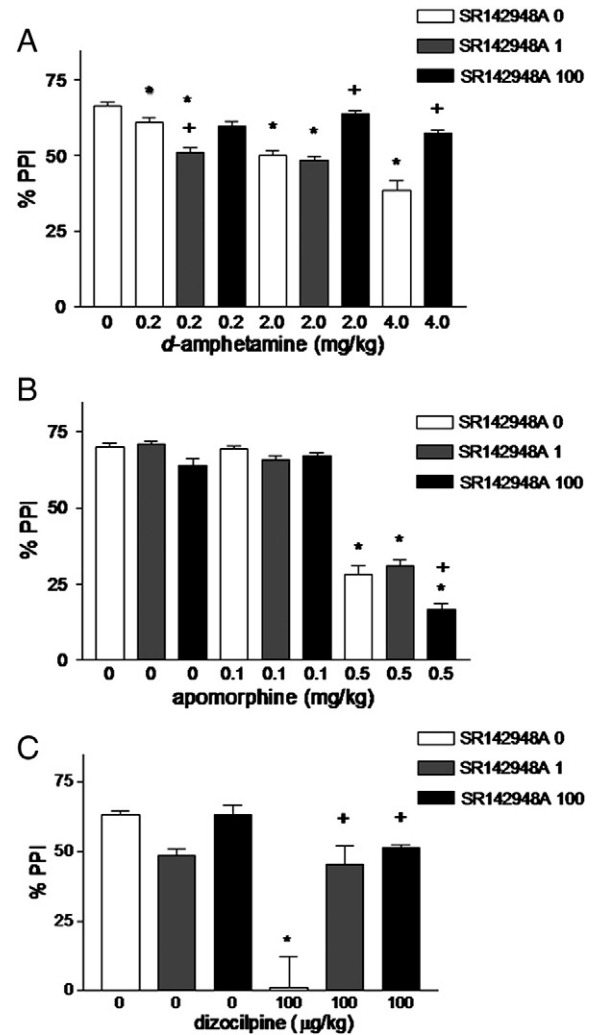 A
SR142948A 0
SR142948A 1
SR142948A 100
75
50
25
0
% PPI
* * + * * + * +
0 0.2 0.2 0.2 2.0 2.0 2.0 4.0 4.0
d-amphetamine (mg/kg)
B
SR142948A 0
SR142948A 1
SR142948A 100
75
50
25
0
% PPI
* * + *
0 0 0 0.1 0.1 0.1 0.5 0.5 0.5
apomorphine (mg/kg)
C
SR142948A 0
SR142948A 1
SR142948A 100
75
50
25
0
% PPI
* + +
0 0 0 100 100 100
dizocilpine (μg/kg)